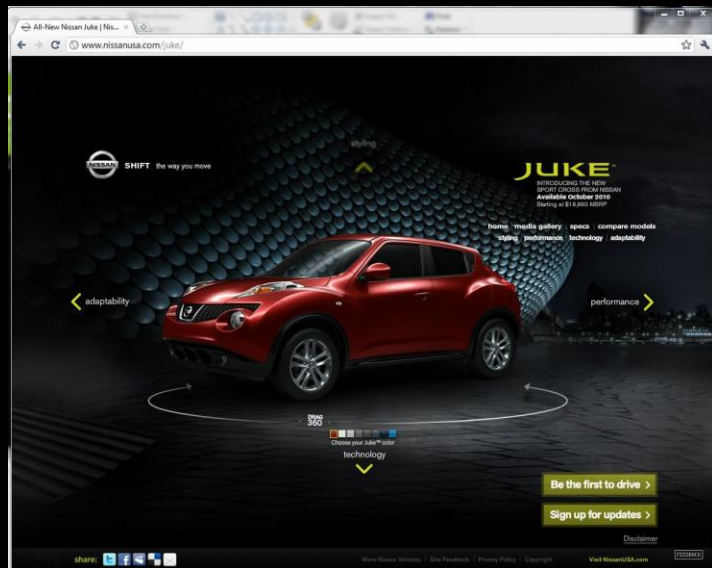 All-New Nissan Juke | Nis...
www.nissanusa.com/juke/
styling
NISSAN
SHIFT the way you move
JUKE™
INTRODUCING THE NEW
SPORT CROSS FROM NISSAN
Available October 2010
Starting at $18,960 MSRP
home media gallery specs compare models
styling performance technology adaptability
adaptability
performance
DRAG
360
Choose your Juke™ color
technology
Be the first to drive >
Sign up for updates >
Disclaimer
share:
More Nissan Vehicles | Site Feedback | Privacy Policy | Copyright
Visit NissanUSA.com
FEEDBACK